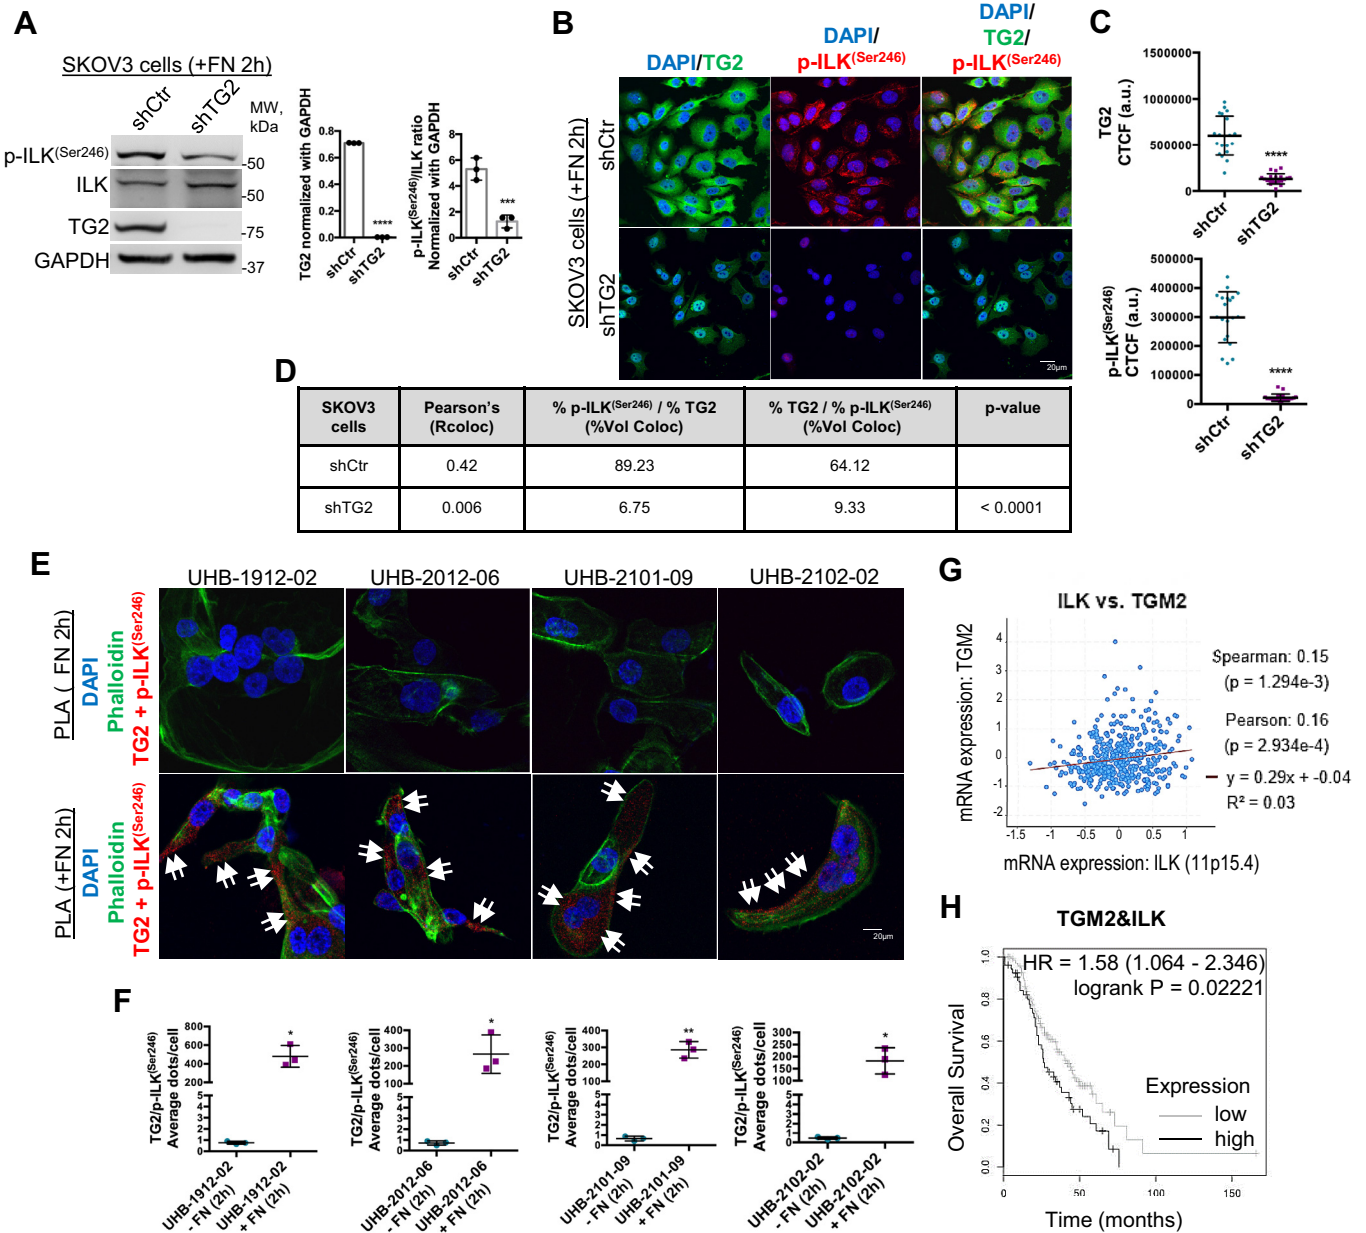 A
SKOV3 cells (+FN 2h)
shCtr
shTG2
MW,
kDa
p-ILK(Ser246)
-50
ILK
-50
TG2
-75
GAPDH
-37
TG2 normalized with GAPDH
0.8
0.6
0.4
0.2
0.0
****
shCtr
shTG2
p-ILK(Ser246)/ILK ratio
Normalized with GAPDH
8
6
4
2
0
***
shCtr
shTG2
B
DAPI/TG2
DAPI/
p-ILK(Ser246)
DAPI/
TG2/
p-ILK(Ser246)
SKOV3 cells (+FN 2h)
shCtr
shTG2
20μm
C
TG2
CTCF (a.u.)
1500000
1000000
500000
0
****
shCtr
shTG2
p-ILK(Ser246)
CTCF (a.u.)
500000
400000
300000
200000
100000
0
****
shCtr
shTG2
D
SKOV3 cells
Pearson's (Rcoloc)
% p-ILK(Ser246) / % TG2 (%Vol Coloc)
% TG2 / % p-ILK(Ser246) (%Vol Coloc)
p-value
shCtr 0.42 89.23 64.12
shTG2 0.006 6.75 9.33 < 0.0001
E
UHB-1912-02
UHB-2012-06
UHB-2101-09
UHB-2102-02
PLA (  FN 2h)
DAPI
Phalloidin
TG2 + p-ILK(Ser246)
PLA (+FN 2h)
DAPI
Phalloidin
TG2 + p-ILK(Ser246)
20μm
F
TG2/p-ILK(Ser246)
Average dots/cell
800
600
400
200
5
4
3
2
1
0
*
UHB-1912-02
- FN (2h)
UHB-1912-02
+ FN (2h)
TG2/p-ILK(Ser246)
Average dots/cell
400
300
200
100
5
4
3
2
1
0
*
UHB-2012-06
- FN (2h)
UHB-2012-06
+ FN (2h)
TG2/p-ILK(Ser246)
Average dots/cell
400
300
200
100
5
4
3
2
1
0
**
UHB-2101-09
- FN (2h)
UHB-2101-09
+ FN (2h)
TG2/p-ILK(Ser246)
Average dots/cell
300
200
100
5
4
3
2
1
0
*
UHB-2102-02
- FN (2h)
UHB-2102-02
+ FN (2h)
G
ILK vs. TGM2
mRNA expression: TGM2
4
3
2
1
0
-1
-2
-1.5 -1 -0.5 0 0.5 1
mRNA expression: ILK (11p15.4)
Spearman: 0.15
(p = 1.294e-3)
Pearson: 0.16
(p = 2.934e-4)
y = 0.29x + -0.04
R² = 0.03
H
TGM2&ILK
HR = 1.58 (1.064 - 2.346)
logrank P = 0.02221
Overall Survival
1.0
0.8
0.6
0.4
0.2
0.0
Expression
low
high
0 50 100 150
Time (months)